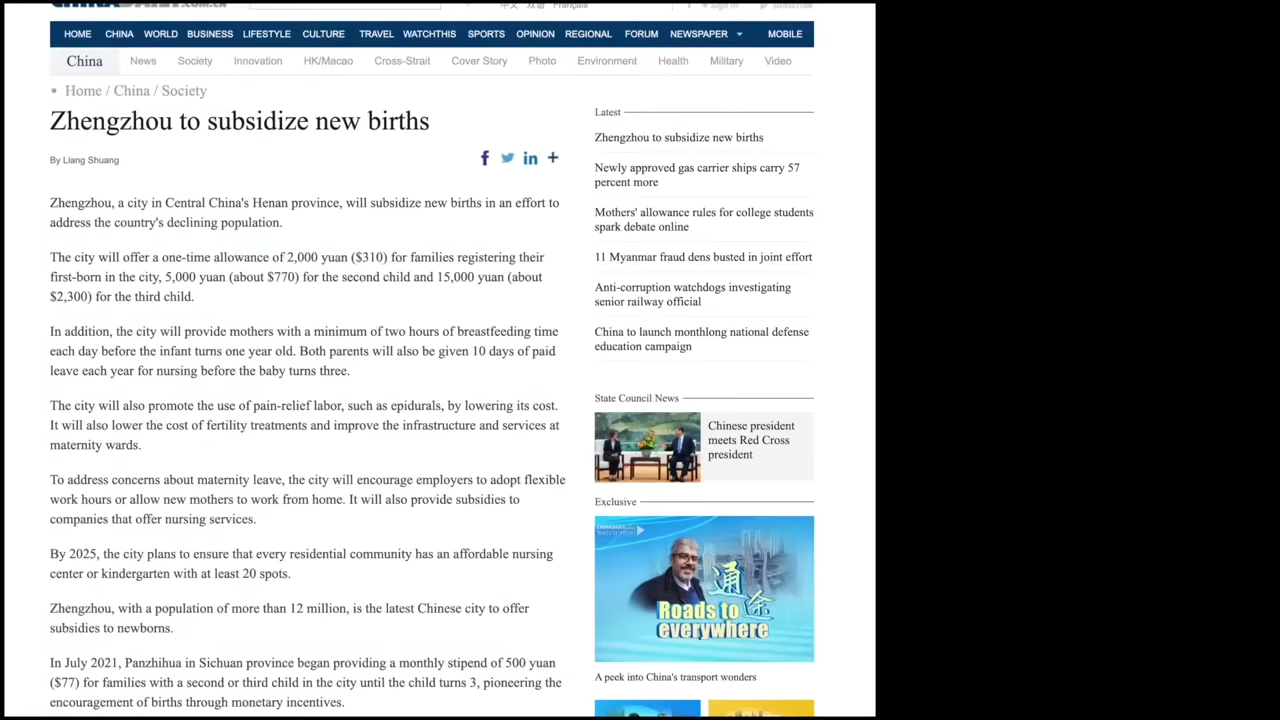 CHINADAILY.COM.CN
中文 双语 Français
HOME CHINA WORLD BUSINESS LIFESTYLE CULTURE TRAVEL WATCHTHIS SPORTS OPINION REGIONAL FORUM NEWSPAPER MOBILE
China News Society Innovation HK/Macao Cross-Strait Cover Story Photo Environment Health Military Video
Home / China / Society
Zhengzhou to subsidize new births
By Liang Shuang
Zhengzhou, a city in Central China's Henan province, will subsidize new births in an effort to
address the country's declining population.
The city will offer a one-time allowance of 2,000 yuan ($310) for families registering their
first-born in the city, 5,000 yuan (about $770) for the second child and 15,000 yuan (about
$2,300) for the third child.
In addition, the city will provide mothers with a minimum of two hours of breastfeeding time
each day before the infant turns one year old. Both parents will also be given 10 days of paid
leave each year for nursing before the baby turns three.
The city will also promote the use of pain-relief labor, such as epidurals, by lowering its cost.
It will also lower the cost of fertility treatments and improve the infrastructure and services at
maternity wards.
To address concerns about maternity leave, the city will encourage employers to adopt flexible
work hours or allow new mothers to work from home. It will also provide subsidies to
companies that offer nursing services.
By 2025, the city plans to ensure that every residential community has an affordable nursing
center or kindergarten with at least 20 spots.
Zhengzhou, with a population of more than 12 million, is the latest Chinese city to offer
subsidies to newborns.
In July 2021, Panzhihua in Sichuan province began providing a monthly stipend of 500 yuan
($77) for families with a second or third child in the city until the child turns 3, pioneering the
encouragement of births through monetary incentives.
Latest
Zhengzhou to subsidize new births
Newly approved gas carrier ships carry 57
percent more
Mothers' allowance rules for college students
spark debate online
11 Myanmar fraud dens busted in joint effort
Anti-corruption watchdogs investigating
senior railway official
China to launch monthlong national defense
education campaign
State Council News
Chinese president
meets Red Cross
president
Exclusive
通
途
Roads to
everywhere
A peek into China's transport wonders